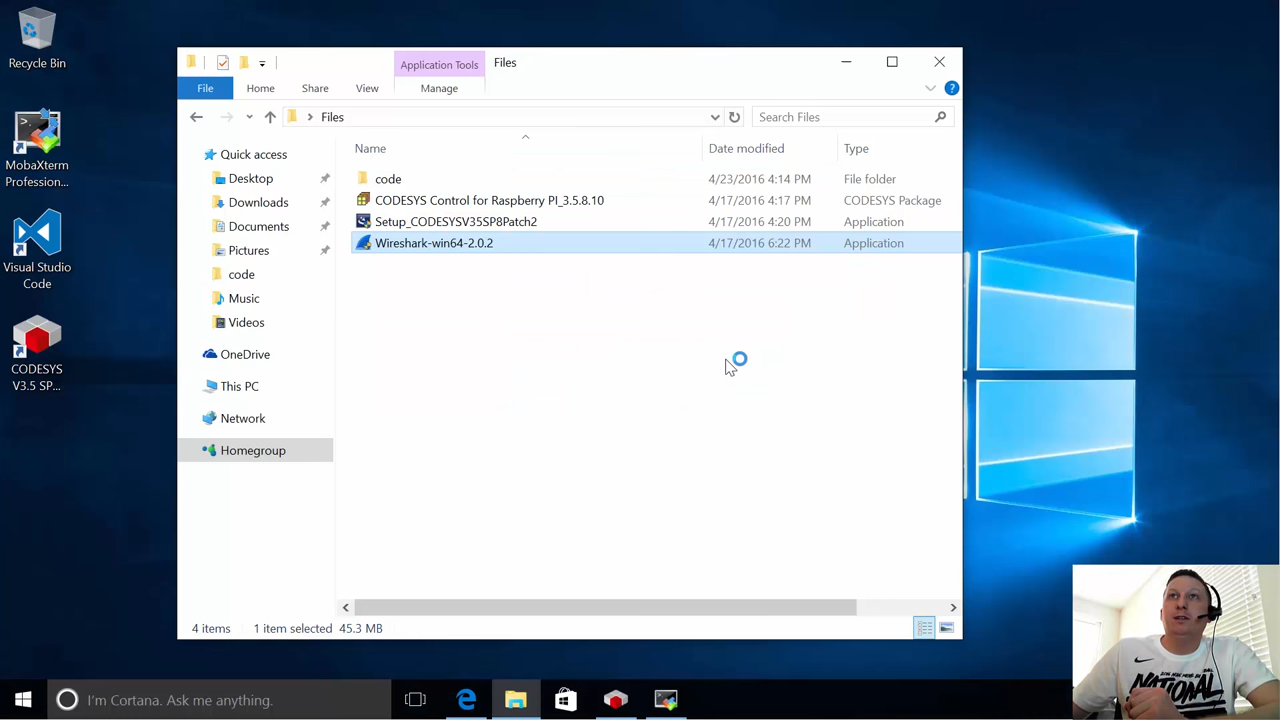 Recycle Bin
MobaXterm
Profession...
Visual Studio
Code
CODESYS
V3.5 SP...
Application Tools
Files
File
Home
Share
View
Manage
Files
Search Files
Name
Date modified
Type
Quick access
Desktop
Downloads
Documents
Pictures
code
Music
Videos
OneDrive
This PC
Network
Homegroup
code 4/23/2016 4:14 PM File folder
CODESYS Control for Raspberry PI_3.5.8.10 4/17/2016 4:17 PM CODESYS Package
Setup_CODESYSV35SP8Patch2 4/17/2016 4:20 PM Application
Wireshark-win64-2.0.2 4/17/2016 6:22 PM Application
4 items 1 item selected 45.3 MB
I'm Cortana. Ask me anything.
NATIONAL